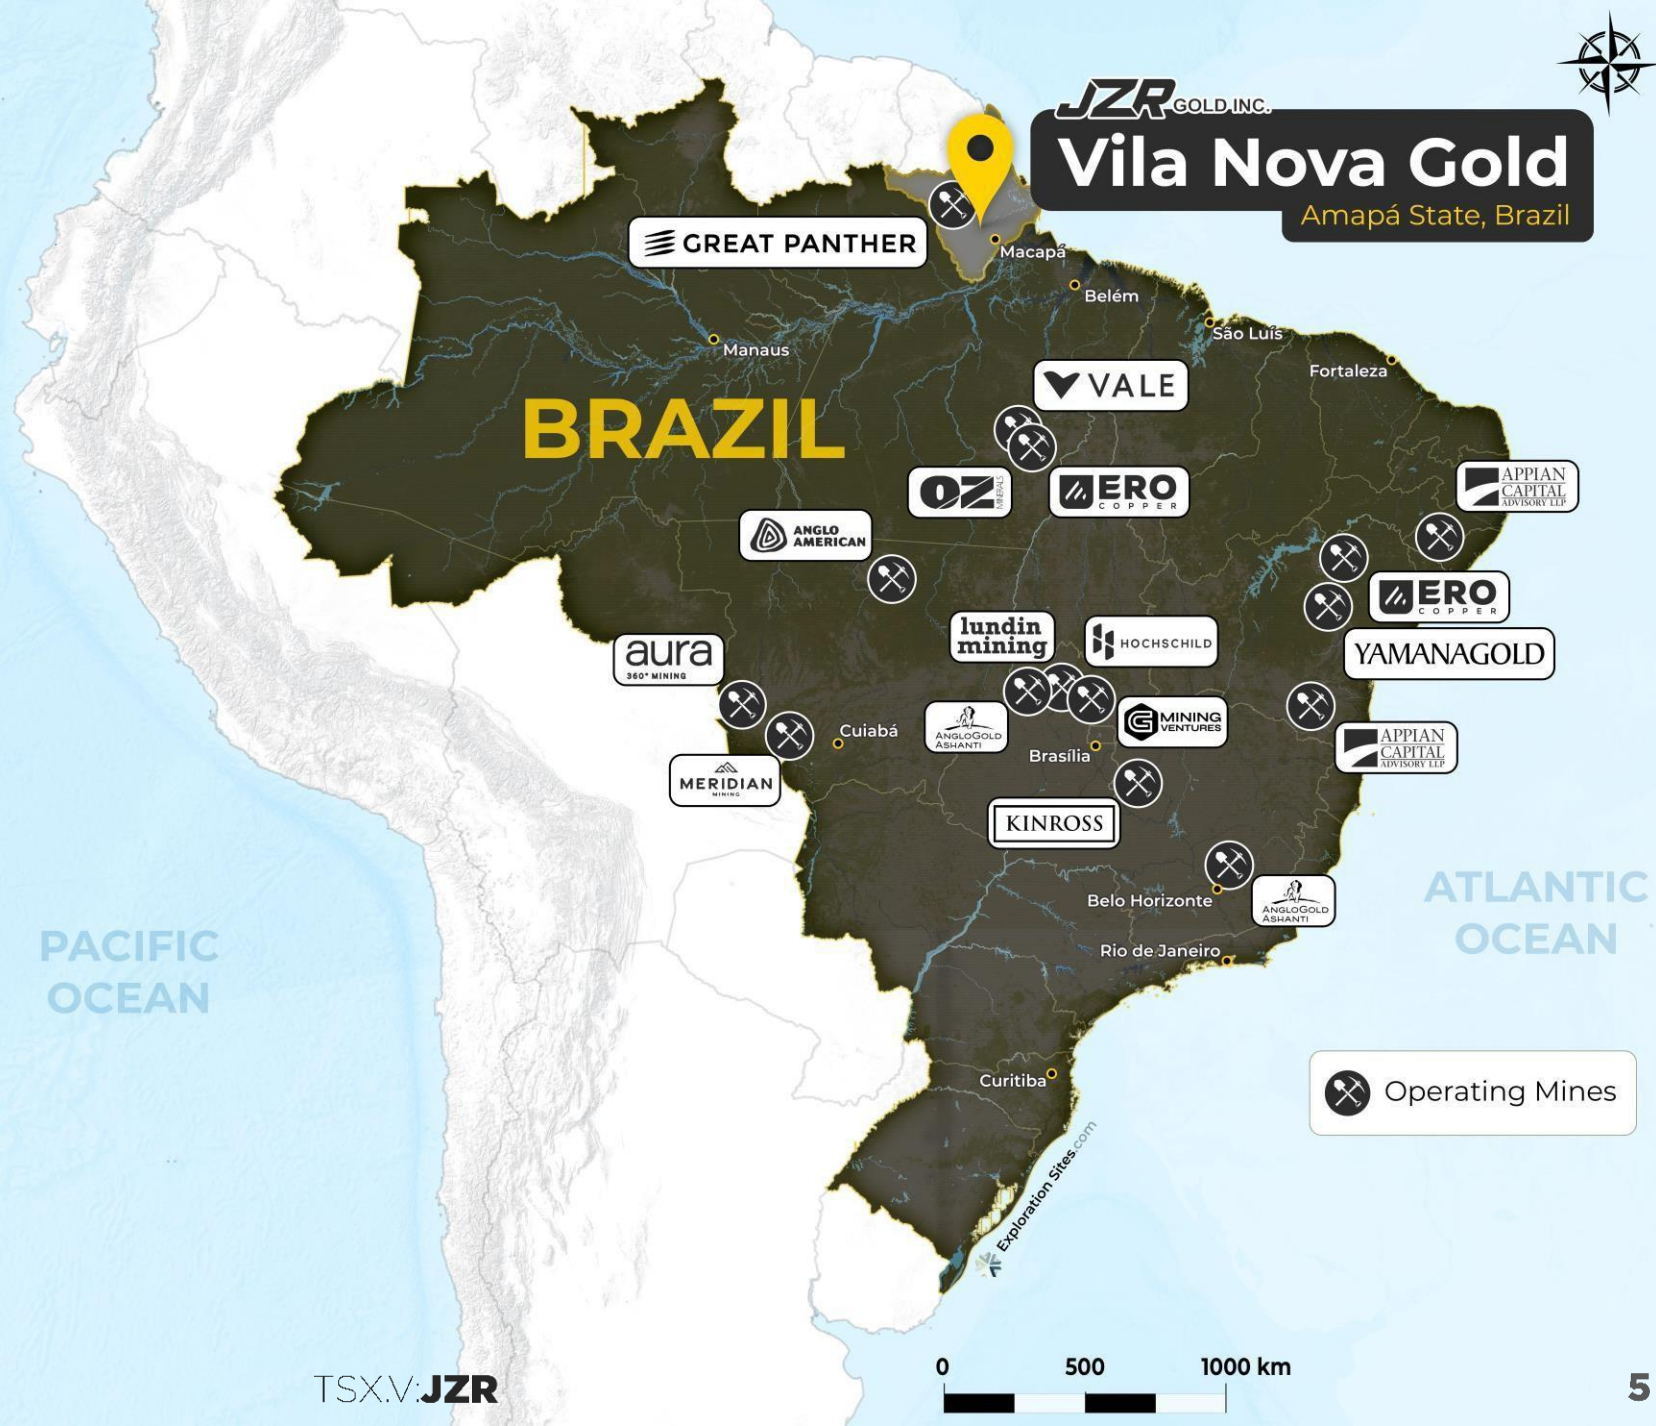 JZR GOLD INC.
Vila Nova Gold
Amapá State, Brazil
GREAT PANTHER
Macapá
Belém
São Luís
Manaus
Fortaleza
VALE
BRAZIL
OZ MINERALS
ERO
COPPER
APPIAN
CAPITAL
ADVISORY LLP
ANGLO
AMERICAN
ERO
COPPER
lundin
mining
HOCHSCHILD
YAMANAGOLD
aura
360° MINING
ANGLOGOLD
ASHANTI
G MINING
VENTURES
Cuiabá
Brasília
APPIAN
CAPITAL
ADVISORY LLP
MERIDIAN
MINING
KINROSS
Belo Horizonte
ANGLOGOLD
ASHANTI
ATLANTIC
OCEAN
PACIFIC
OCEAN
Rio de Janeiro
Curitiba
Operating Mines
Exploration Sites.com
0 500 1000 km
TSX.V:JZR
5